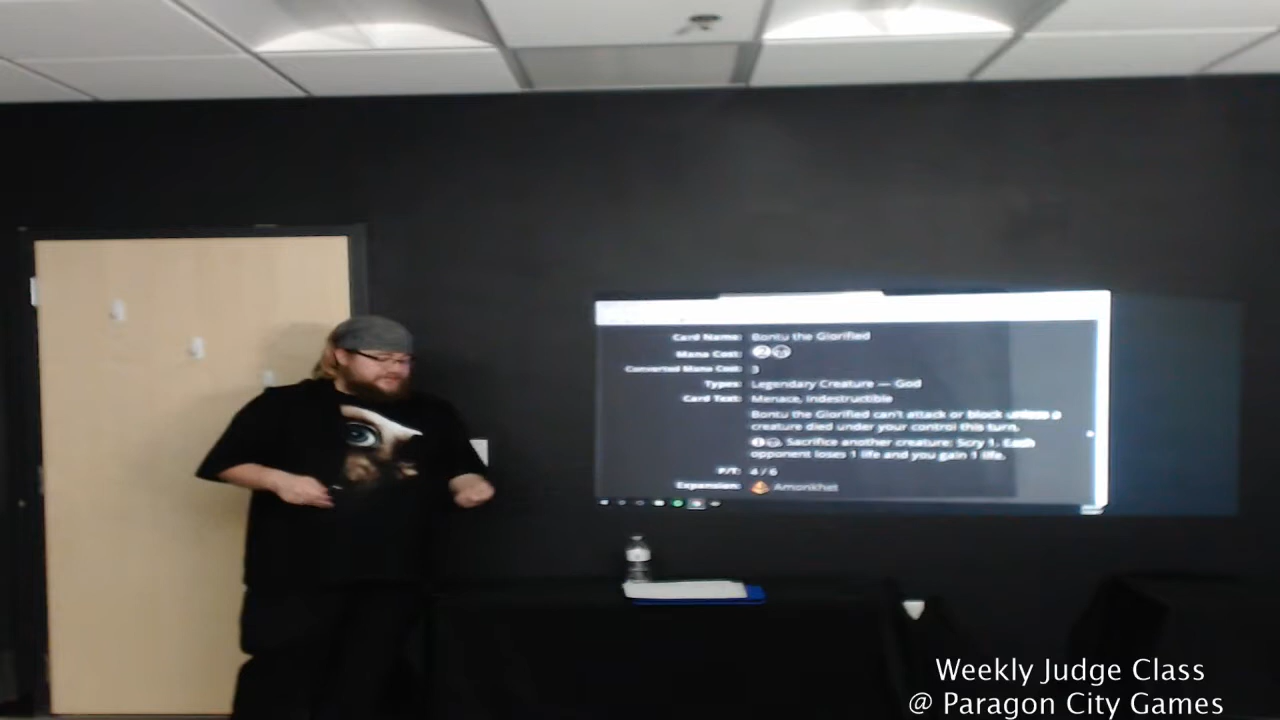 Card Name: Bontu the Glorified
Mana Cost: 2
Converted Mana Cost: 3
Types: Legendary Creature — God
Card Text: Menace, indestructible
Bontu the Glorified can't attack or block unless a
creature died under your control this turn.
1, Sacrifice another creature: Scry 1. Each
opponent loses 1 life and you gain 1 life.
P/T: 4 / 6
Expansion: Amonkhet
Weekly Judge Class
@ Paragon City Games